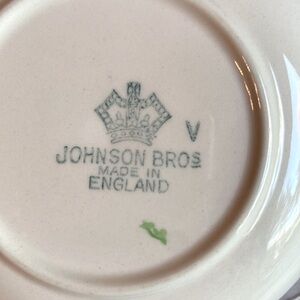 V
JOHNSON BROS
MADE IN
ENGLAND